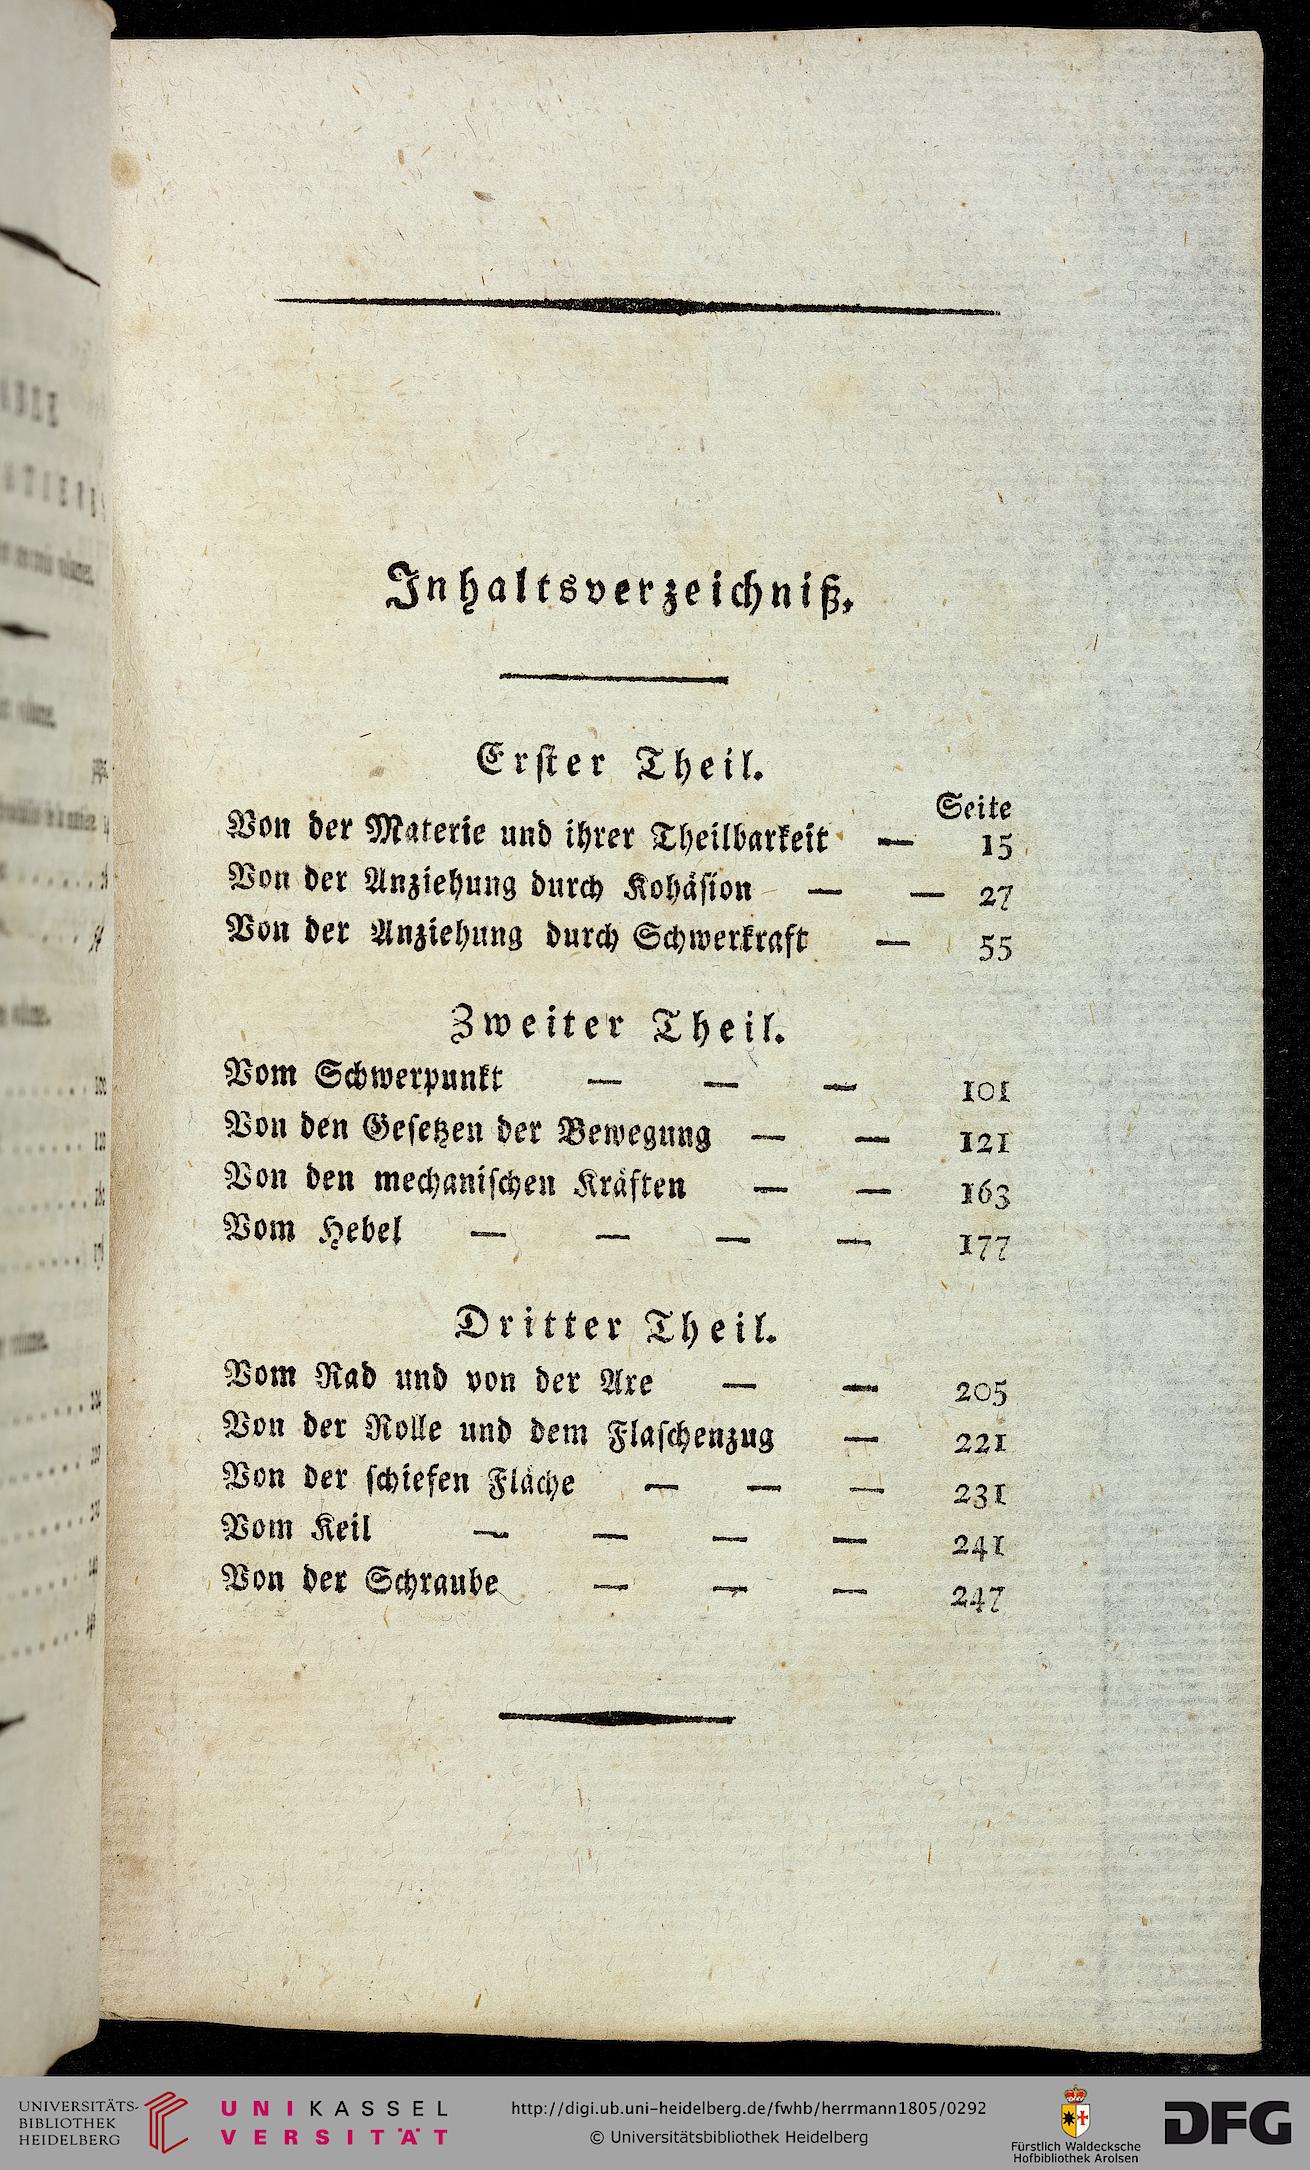 Inhaltsverzeichniß.
Erster Theil.
Seite
Von der Materie und ihrer Theilbarkeit — 15
Von der Anziehung durch Kohäsion — — 27
Von der Anziehung durch Schwerkraft — 55
Zweiter Theil.
Vom Schwerpunkt — — — 101
Von den Gesetzen der Bewegung — — 121
Von den mechanischen Kräften — — 163
Vom Hebel — — — — 177
Dritter Theil.
Vom Rad und von der Axe — — 205
Von der Rolle und dem Flaschenzug — 221
Von der schiefen Fläche — — — 231
Vom Keil — — — — 241
Von der Schraube — — — 247
UNIVERSITÄTS-
BIBLIOTHEK
HEIDELBERG
UNIKASSEL
VERSITÄT
http://digi.ub.uni-heidelberg.de/fwhb/herrmann1805/0292
© Universitätsbibliothek Heidelberg
Fürstlich Waldecksche
Hofbibliothek Arolsen
DFG